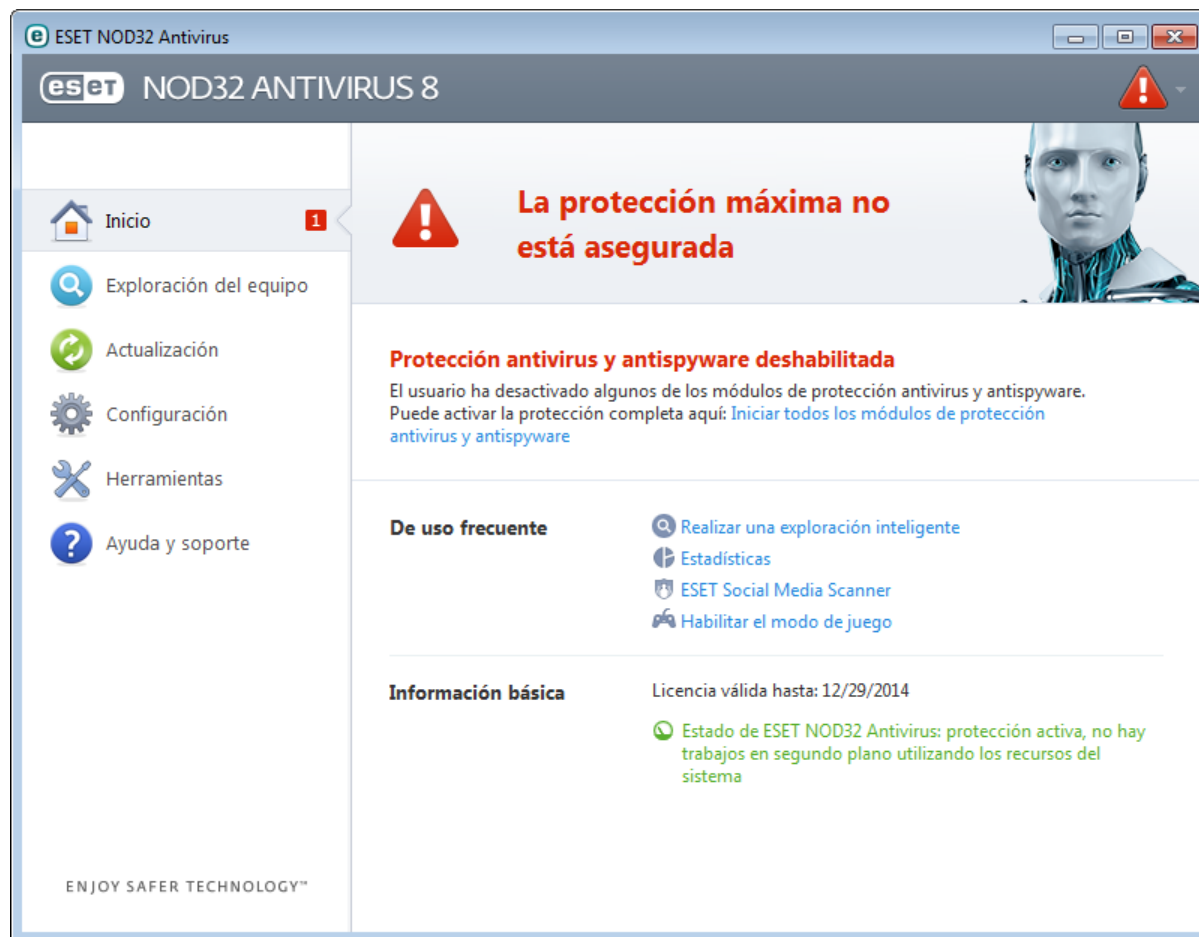 ESET NOD32 Antivirus
eset NOD32 ANTIVIRUS 8
Inicio 1
Exploración del equipo
Actualización
Configuración
Herramientas
Ayuda y soporte
ENJOY SAFER TECHNOLOGY™
La protección máxima no
está asegurada
Protección antivirus y antispyware deshabilitada
El usuario ha desactivado algunos de los módulos de protección antivirus y antispyware.
Puede activar la protección completa aquí: Iniciar todos los módulos de protección
antivirus y antispyware
De uso frecuente
Realizar una exploración inteligente
Estadísticas
ESET Social Media Scanner
Habilitar el modo de juego
Información básica
Licencia válida hasta: 12/29/2014
Estado de ESET NOD32 Antivirus: protección activa, no hay
trabajos en segundo plano utilizando los recursos del
sistema